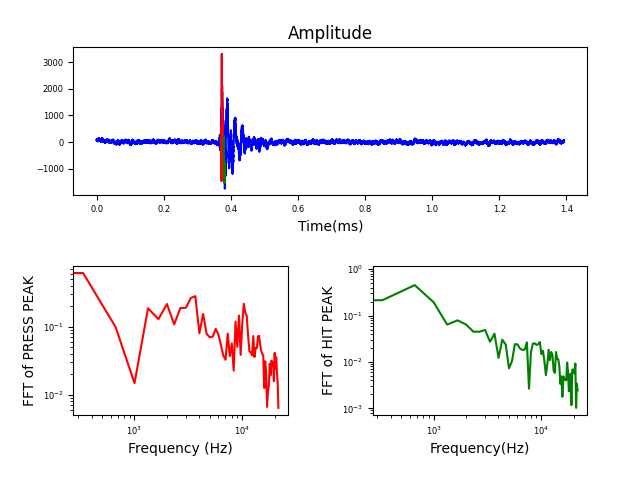 Amplitude
3000
2000
1000
0
−1000
0.0 0.2 0.4 0.6 0.8 1.0 1.2 1.4
Time(ms)
FFT of PRESS PEAK
10⁻¹
10⁻²
10³ 10⁴
Frequency (Hz)
FFT of HIT PEAK
10⁰
10⁻¹
10⁻²
10⁻³
10³ 10⁴
Frequency(Hz)